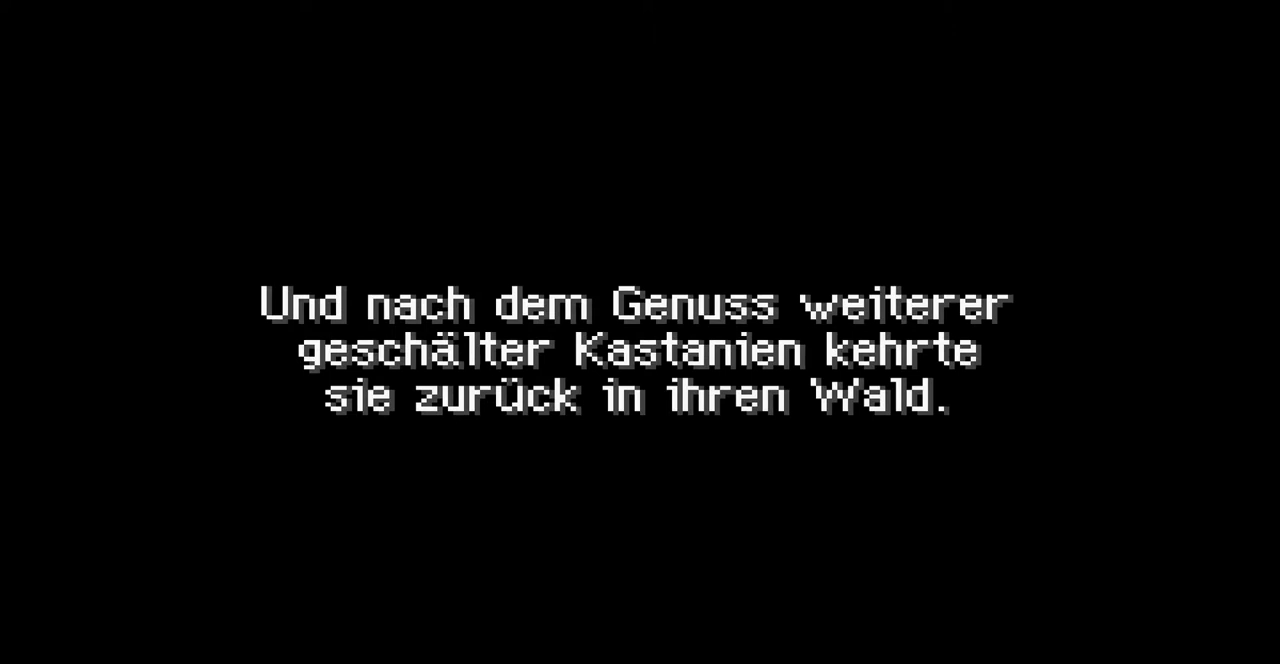 Und nach dem Genuss weiterer
geschälter Kastanien kehrte
sie zurück in ihren Wald.